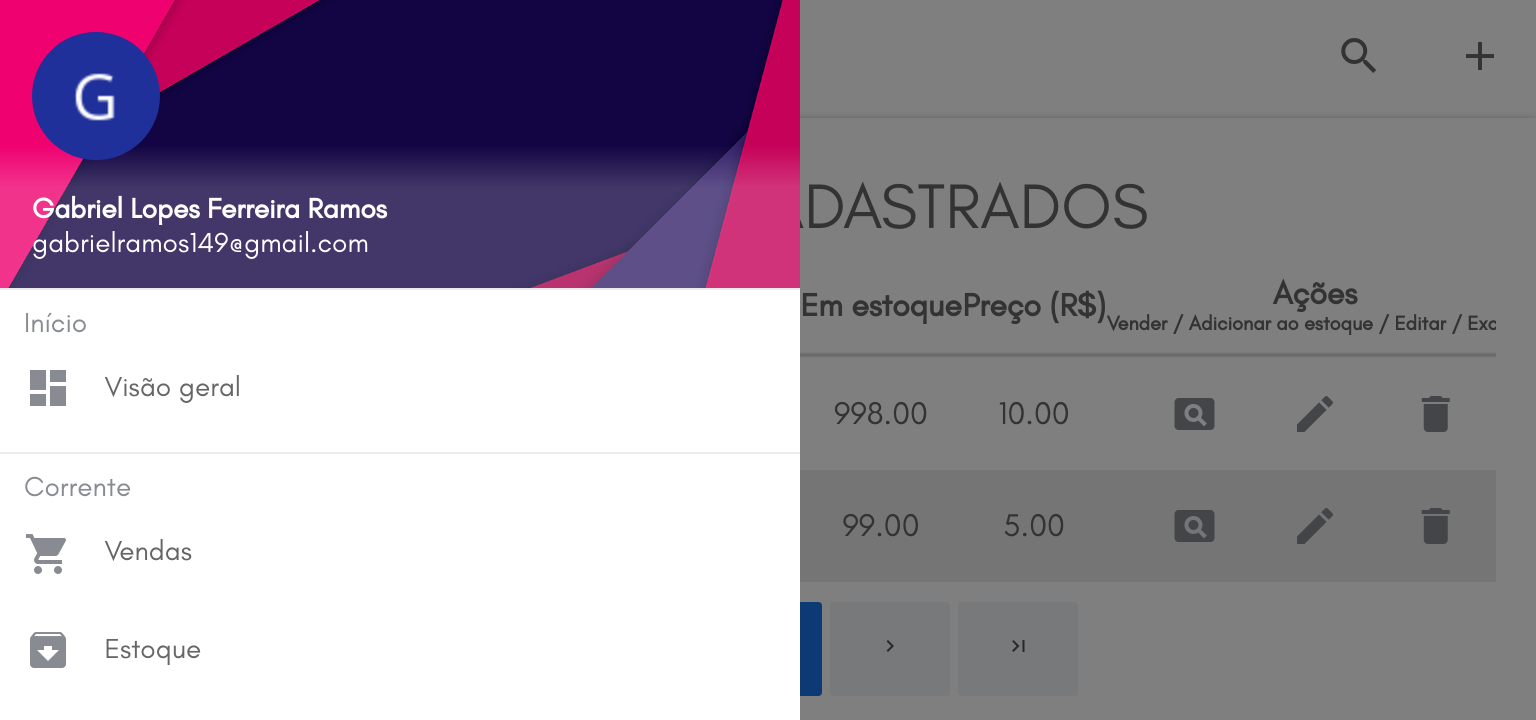 G
Gabriel Lopes Ferreira Ramos
gabrielramos149@gmail.com
Início
Visão geral
Corrente
Vendas
Estoque
ADASTRADOS
Em estoque Preço (R$) Ações
Vender / Adicionar ao estoque / Editar / Exc
998.00 10.00
99.00 5.00